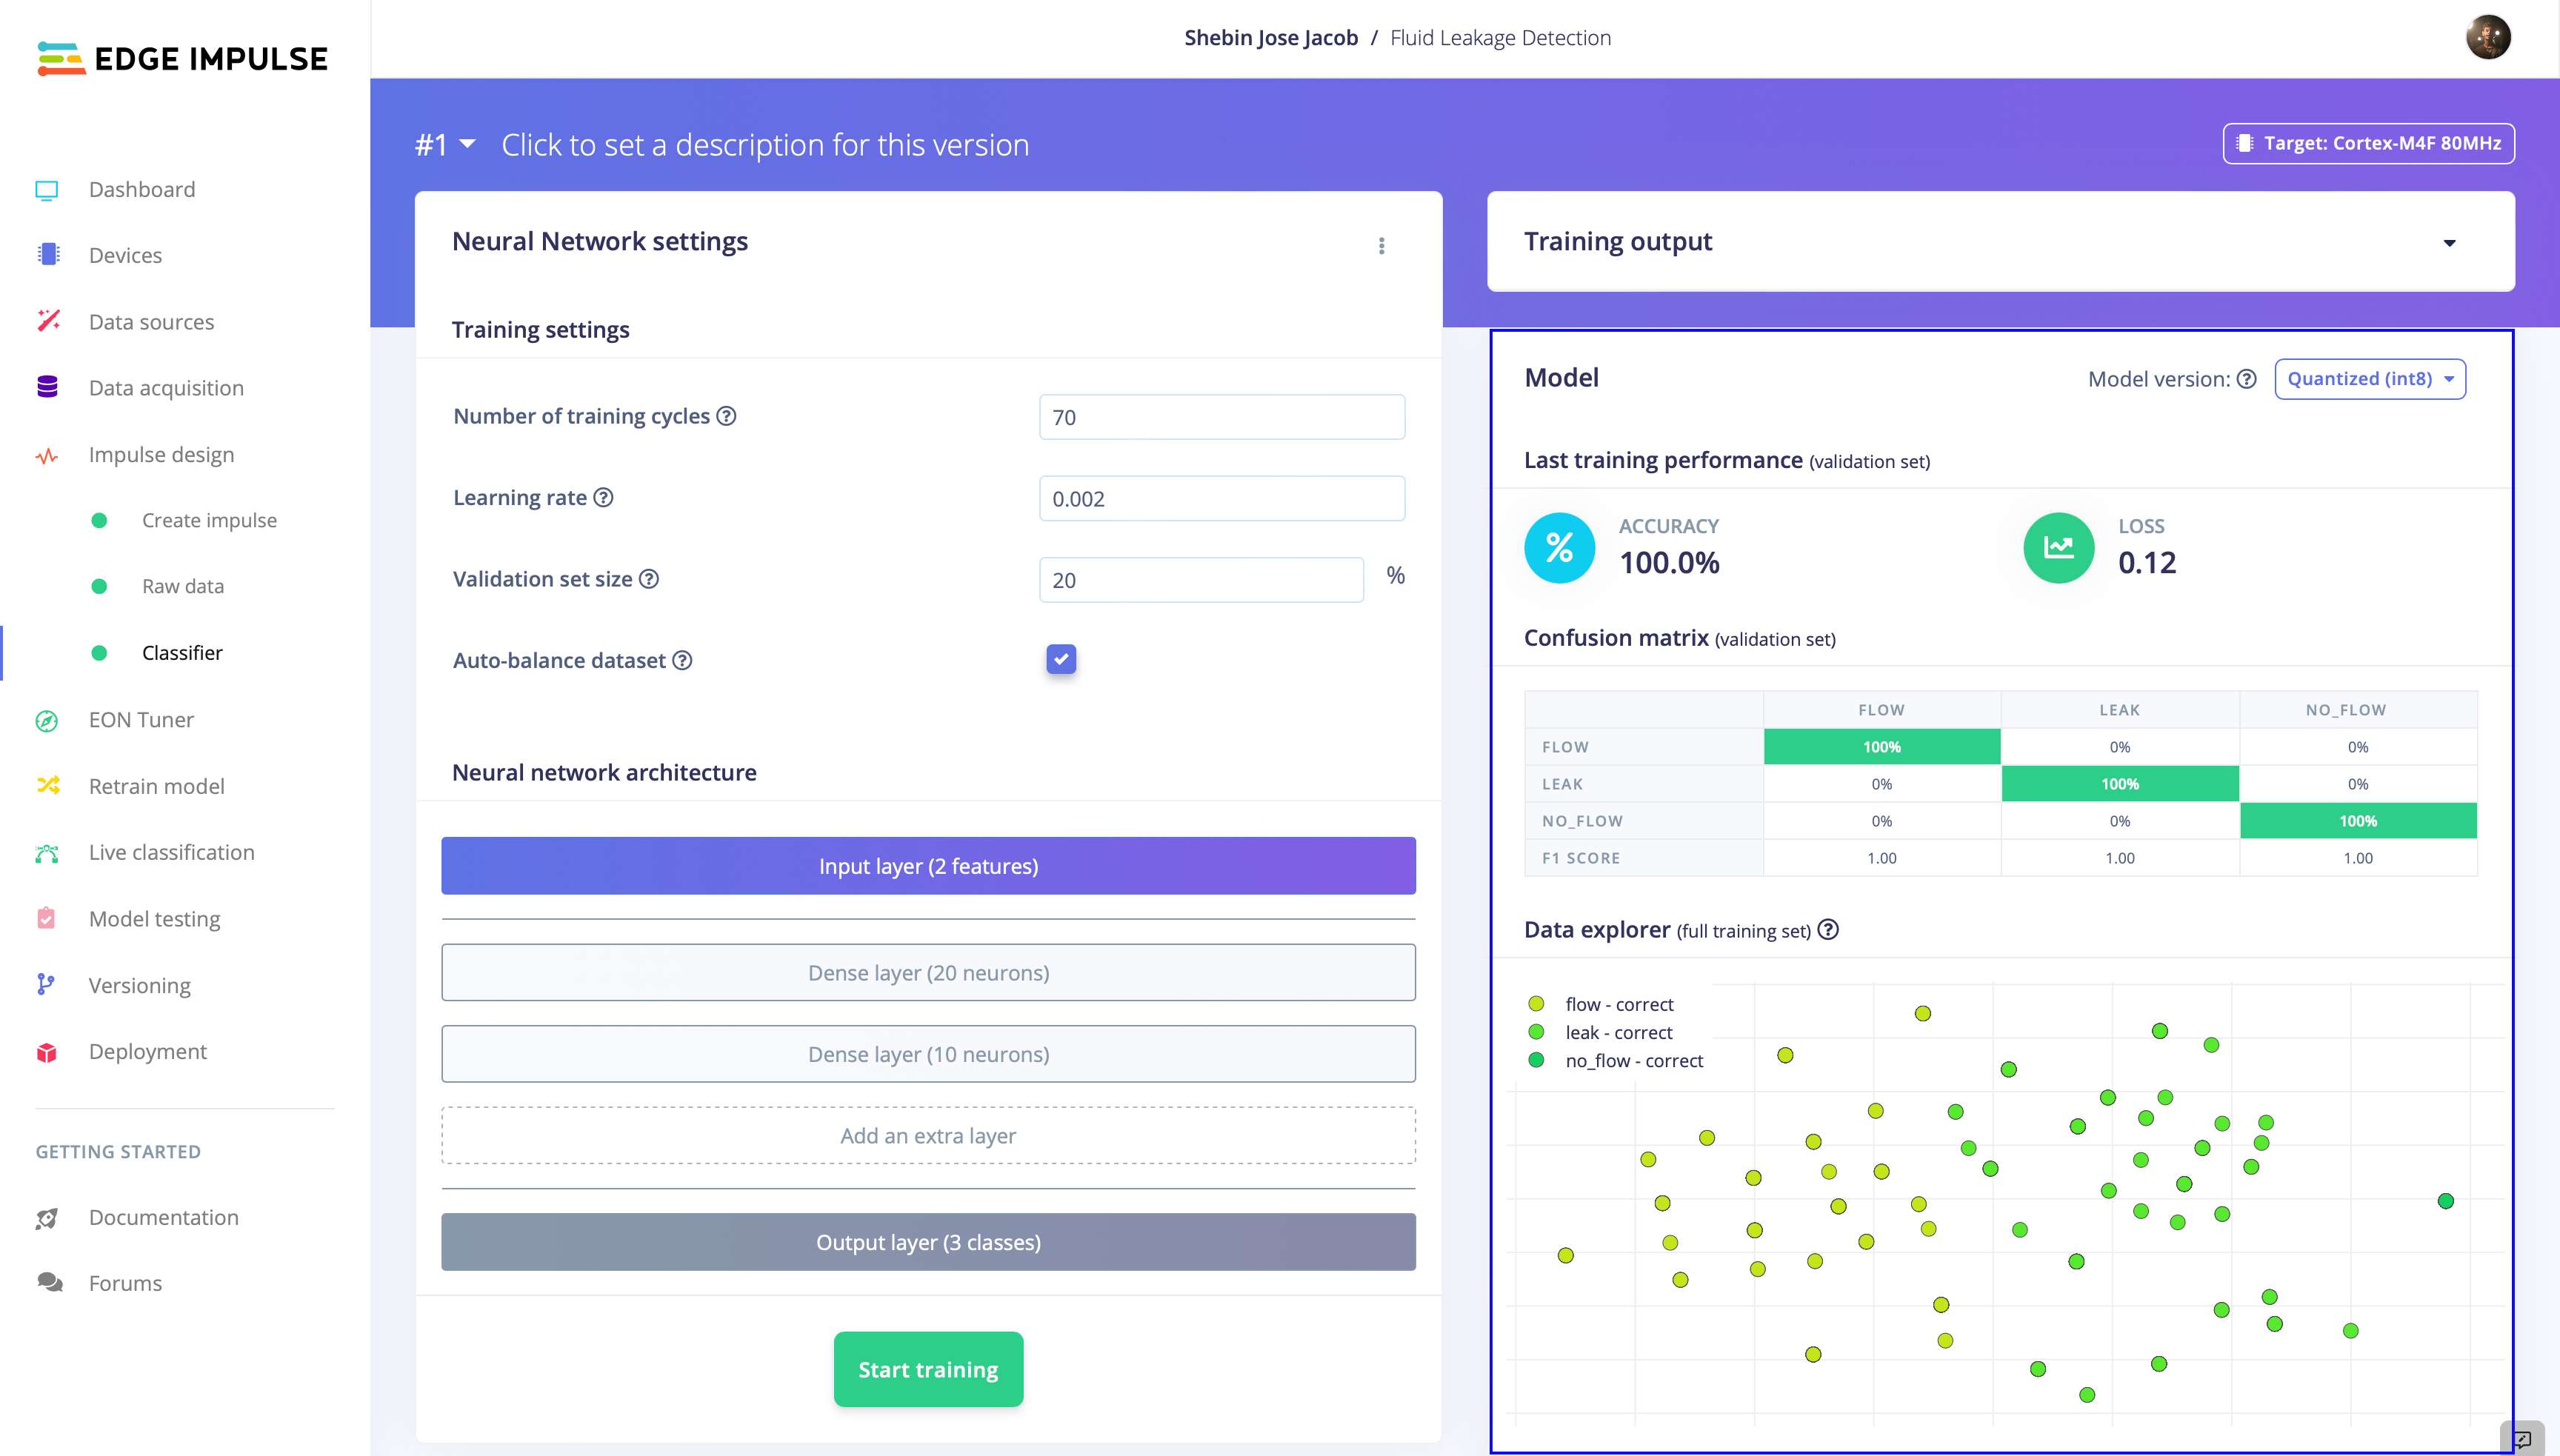 EDGE IMPULSE
Shebin Jose Jacob / Fluid Leakage Detection
Dashboard
Devices
Data sources
Data acquisition
Impulse design
Create impulse
Raw data
Classifier
EON Tuner
Retrain model
Live classification
Model testing
Versioning
Deployment
GETTING STARTED
Documentation
Forums
#1 Click to set a description for this version
Target: Cortex-M4F 80MHz
Neural Network settings
Training settings
Number of training cycles ? 70
Learning rate ? 0.002
Validation set size ? 20 %
Auto-balance dataset ?
Neural network architecture
Input layer (2 features)
Dense layer (20 neurons)
Dense layer (10 neurons)
Add an extra layer
Output layer (3 classes)
Start training
Training output
Model Model version: ? Quantized (int8)
Last training performance (validation set)
% ACCURACY LOSS
100.0% 0.12
Confusion matrix (validation set)
FLOW LEAK NO_FLOW
FLOW 100% 0% 0%
LEAK 0% 100% 0%
NO_FLOW 0% 0% 100%
F1 SCORE 1.00 1.00 1.00
Data explorer (full training set) ?
flow - correct
leak - correct
no_flow - correct